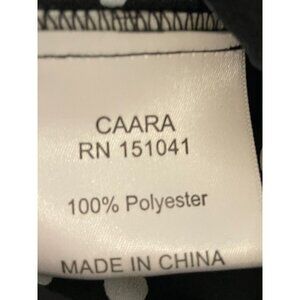 CAARA
RN 151041
100% Polyester
MADE IN CHINA